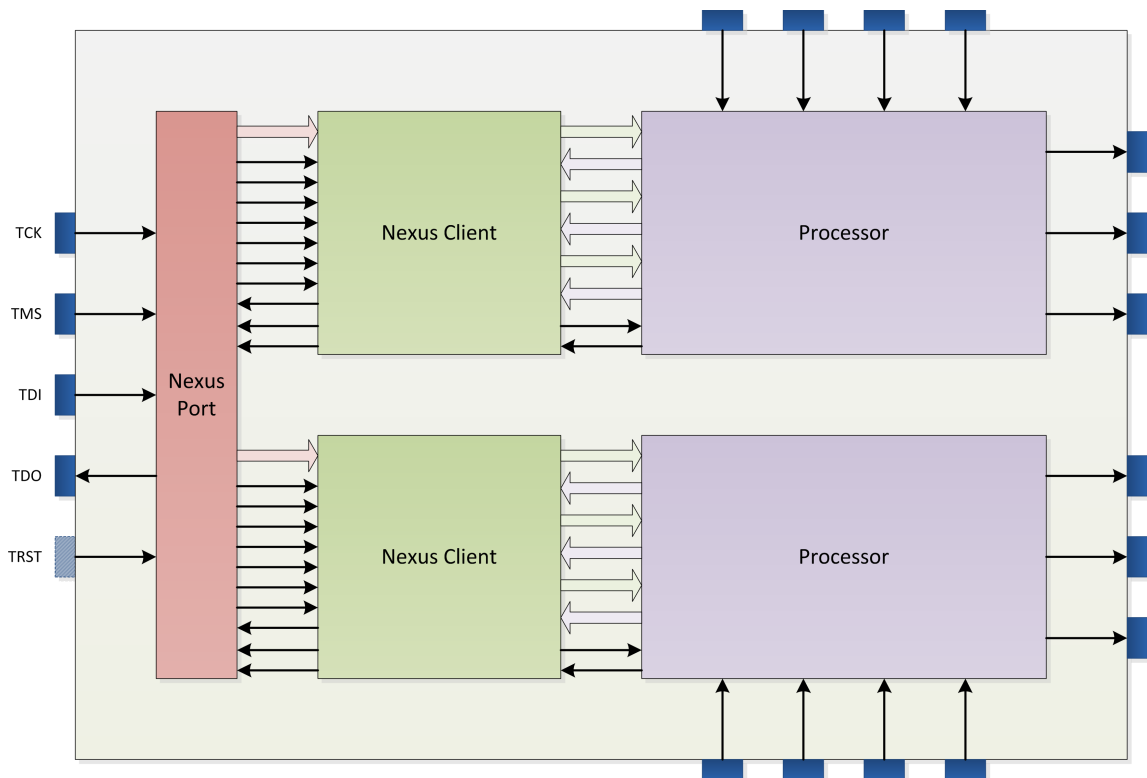 Nexus Client
Processor
TCK
TMS
TDI
Nexus
Port
TDO
TRST
Nexus Client
Processor